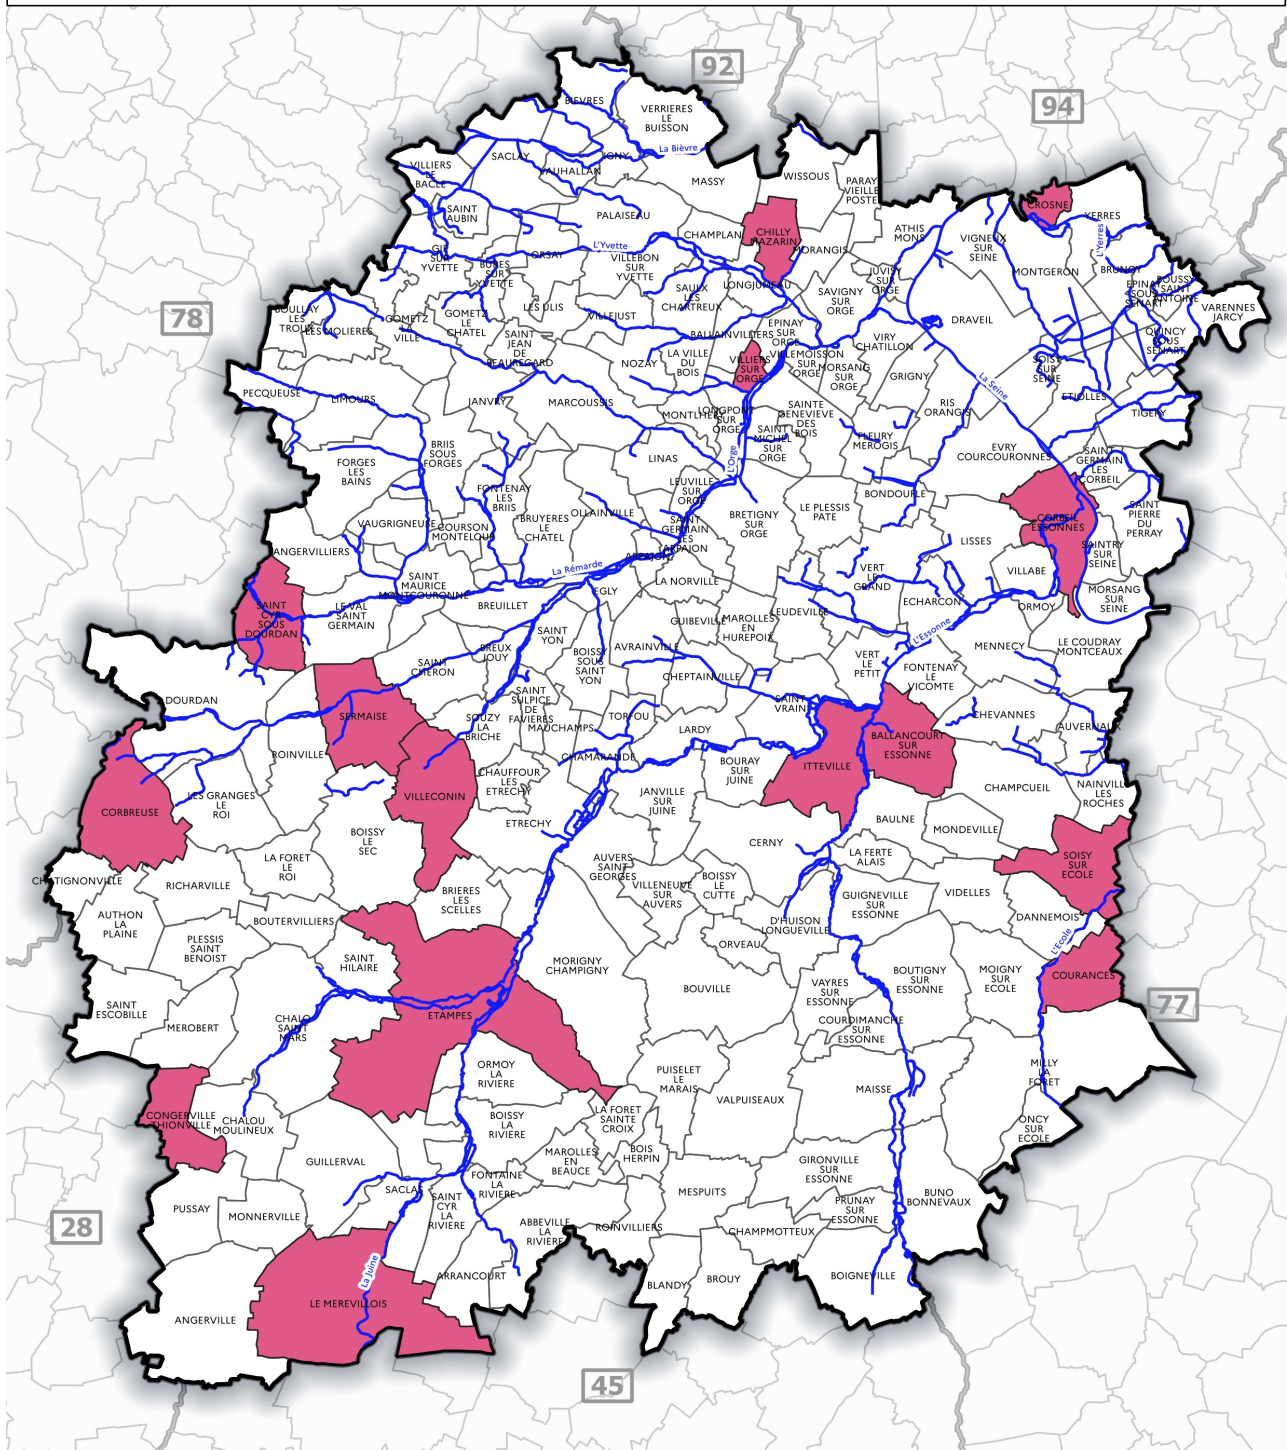 92
94
BIEVRES
VERRIERES
LE
BUISSON
La Bièvre
IGNY
SACLAY
VAUHALLAN
VILLIERS
LE
BACLE
MASSY
WISSOUS
PARAY
VIEILLE
POSTE
CROSNE
YERRES
L'Yerres
SAINT
AUBIN
PALAISEAU
CHAMPLAN
CHILLY
MAZARIN
MORANGIS
ATHIS
MONS
VIGNEUX
SUR
SEINE
MONTGERON
BRUNOY
GIF
SUR
YVETTE
BURES
SUR
YVETTE
ORSAY
L'Yvette
VILLEBON
SUR
YVETTE
SAULX
LES
CHARTREUX
LONGJUMEAU
SAVIGNY
SUR
ORGE
JUVISY
SUR
ORGE
EPINAY
SOUS
SENART
BOUSSY
SAINT
ANTOINE
VARENNES
JARCY
QUINCY
SOUS
SENART
78
BOULLAY
LES
TROUX
LES MOLIERES
GOMETZ
LA
VILLE
GOMETZ
LE
CHATEL
LES ULIS
VILLEJUST
SAINT
JEAN
DE
BEAUREGARD
NOZAY
LA VILLE
DU
BOIS
BALLAINVILLIERS
EPINAY
SUR
ORGE
VILLIERS
SUR
ORGE
VILLEMOISSON
SUR
ORGE
MORSANG
SUR
ORGE
VIRY
CHATILLON
GRIGNY
DRAVEIL
SOISY
SUR
SEINE
La Seine
ETIOLLES
TIGERY
PECQUEUSE
LIMOURS
JANVRY
MARCOUSSIS
MONTLHERY
LONGPONT
SUR
ORGE
SAINTE
GENEVIEVE
DES
BOIS
SAINT
MICHEL
SUR
ORGE
L'Orge
RIS
ORANGIS
FLEURY
MEROGIS
EVRY
COURCOURONNES
SAINT
GERMAIN
LES
CORBEIL
FORGES
LES
BAINS
BRIIS
SOUS
FORGES
FONTENAY
LES
BRIIS
LINAS
LEUVILLE
SUR
ORGE
BRETIGNY
SUR
ORGE
LE PLESSIS
PATE
BONDOUFLE
CORBEIL
ESSONNES
SAINT
PIERRE
DU
PERRAY
VAUGRIGNEUSE
COURSON
MONTELOUP
BRUYERES
LE
CHATEL
OLLAINVILLE
SAINT
GERMAIN
LES
ARPAJON
ARPAJON
LISSES
SAINTRY
SUR
SEINE
ANGERVILLIERS
SAINT
MAURICE
MONTCOURONNE
La Rémarde
EGLY
LA NORVILLE
VERT
LE
GRAND
VILLABE
ORMOY
MORSANG
SUR
SEINE
SAINT
CYR
SOUS
DOURDAN
LE VAL
SAINT
GERMAIN
BREUILLET
GUIBEVILLE
MAROLLES
EN
HUREPOIX
LEUDEVILLE
ECHARCON
L'Essonne
MENNECY
LE COUDRAY
MONTCEAUX
SAINT
CHERON
BREUX
JOUY
SAINT
YON
BOISSY
SOUS
SAINT
YON
AVRAINVILLE
CHEPTAINVILLE
VERT
LE
PETIT
FONTENAY
LE
VICOMTE
DOURDAN
SERMAISE
SOUZY
LA
BRICHE
SAINT
SULPICE
DE
FAVIERES
MAUCHAMPS
TORFOU
LARDY
SAINT
VRAIN
CHEVANNES
AUVERNAUX
ROINVILLE
VILLECONIN
CHAUFFOUR
LES
ETRECHY
CHAMARANDE
BOURAY
SUR
JUINE
ITTEVILLE
BALLANCOURT
SUR
ESSONNE
CHAMPCUEIL
NAINVILLE
LES
ROCHES
CORBREUSE
LES GRANGES
LE
ROI
BOISSY
LE
SEC
ETRECHY
JANVILLE
SUR
JUINE
CERNY
BAULNE
MONDEVILLE
LA FERTE
ALAIS
SOISY
SUR
ECOLE
LA FORET
LE
ROI
CHATIGNONVILLE
RICHARVILLE
AUVERS
SAINT
GEORGES
VILLENEUVE
SUR
AUVERS
BOISSY
LE
CUTTE
GUIGNEVILLE
SUR
ESSONNE
VIDELLES
DANNEMOIS
AUTHON
LA
PLAINE
BOUTERVILLIERS
BRIERES
LES
SCELLES
D'HUISON
LONGUEVILLE
L'Ecole
PLESSIS
SAINT
BENOIST
SAINT
HILAIRE
MORIGNY
CHAMPIGNY
ORVEAU
BOUVILLE
VAYRES
SUR
ESSONNE
BOUTIGNY
SUR
ESSONNE
MOIGNY
SUR
ECOLE
COURANCES
77
SAINT
ESCOBILLE
MEROBERT
CHALO
SAINT
MARS
ETAMPES
COURDIMANCHE
SUR
ESSONNE
ORMOY
LA
RIVIERE
PUISELET
LE
MARAIS
VALPUISEAUX
MAISSE
MILLY
LA
FORET
CONGERVILLE
THIONVILLE
CHALOU
MOULINEUX
BOISSY
LA
RIVIERE
LA FORET
SAINTE
CROIX
ONCY
SUR
ECOLE
GUILLERVAL
MAROLLES
EN
BEAUCE
BOIS
HERPIN
GIRONVILLE
SUR
ESSONNE
28
PUSSAY
MONNERVILLE
SACLAS
SAINT
CYR
LA
RIVIERE
FONTAINE
LA
RIVIERE
MESPUITS
PRUNAY
SUR
ESSONNE
BUNO
BONNEVAUX
ABBEVILLE
LA
RIVIERE
ROINVILLIERS
CHAMPMOTTEUX
La Juine
ARRANCOURT
BLANDY
BROUY
BOIGNEVILLE
LE MEREVILLOIS
ANGERVILLE
45